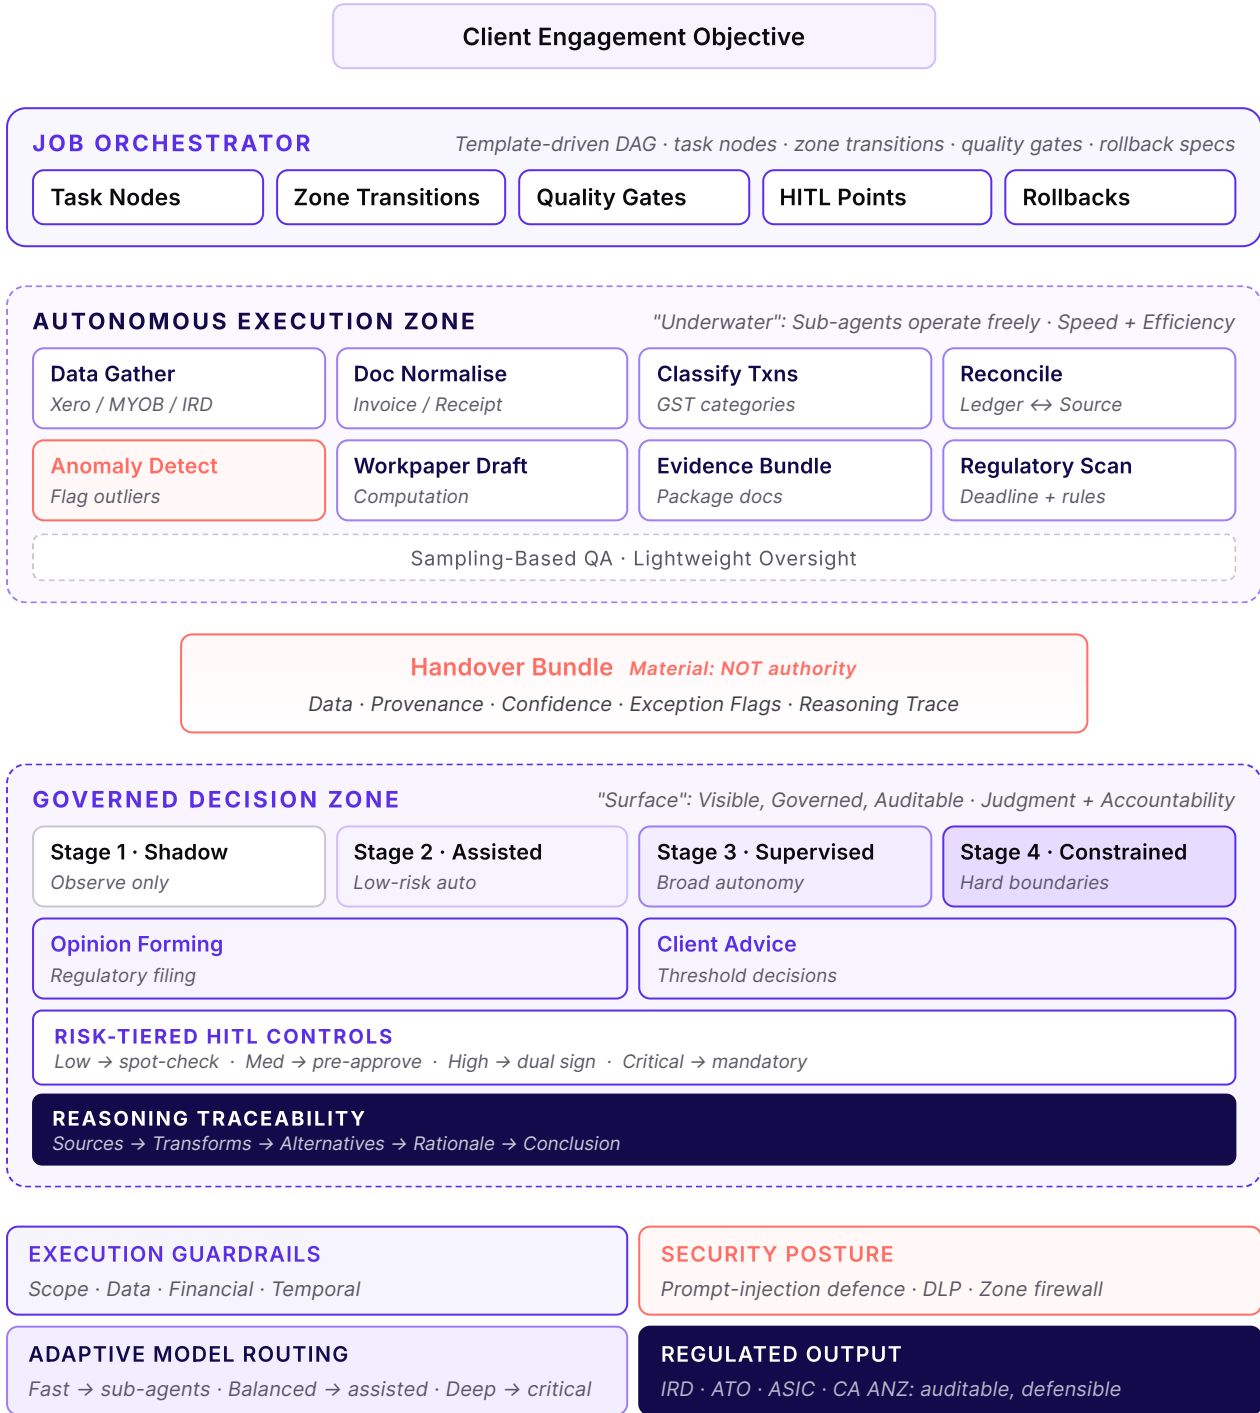 Client Engagement Objective
JOB ORCHESTRATOR
Template-driven DAG · task nodes · zone transitions · quality gates · rollback specs
Task Nodes
Zone Transitions
Quality Gates
HITL Points
Rollbacks
AUTONOMOUS EXECUTION ZONE
"Underwater": Sub-agents operate freely · Speed + Efficiency
Data Gather
Xero / MYOB / IRD
Doc Normalise
Invoice / Receipt
Classify Txns
GST categories
Reconcile
Ledger ↔ Source
Anomaly Detect
Flag outliers
Workpaper Draft
Computation
Evidence Bundle
Package docs
Regulatory Scan
Deadline + rules
Sampling-Based QA · Lightweight Oversight
Handover Bundle Material: NOT authority
Data · Provenance · Confidence · Exception Flags · Reasoning Trace
GOVERNED DECISION ZONE
"Surface": Visible, Governed, Auditable · Judgment + Accountability
Stage 1 · Shadow
Observe only
Stage 2 · Assisted
Low-risk auto
Stage 3 · Supervised
Broad autonomy
Stage 4 · Constrained
Hard boundaries
Opinion Forming
Regulatory filing
Client Advice
Threshold decisions
RISK-TIERED HITL CONTROLS
Low → spot-check · Med → pre-approve · High → dual sign · Critical → mandatory
REASONING TRACEABILITY
Sources → Transforms → Alternatives → Rationale → Conclusion
EXECUTION GUARDRAILS
Scope · Data · Financial · Temporal
SECURITY POSTURE
Prompt-injection defence · DLP · Zone firewall
ADAPTIVE MODEL ROUTING
Fast → sub-agents · Balanced → assisted · Deep → critical
REGULATED OUTPUT
IRD · ATO · ASIC · CA ANZ: auditable, defensible